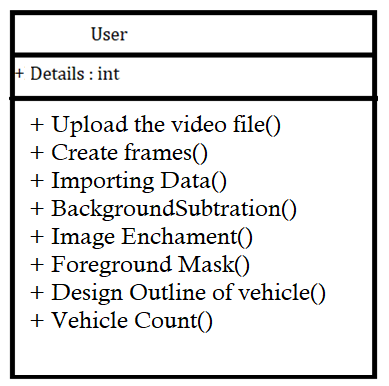 User
+ Details : int
+ Upload the video file()
+ Create frames()
+ Importing Data()
+ BackgroundSubtration()
+ Image Enchament()
+ Foreground Mask()
+ Design Outline of vehicle()
+ Vehicle Count()